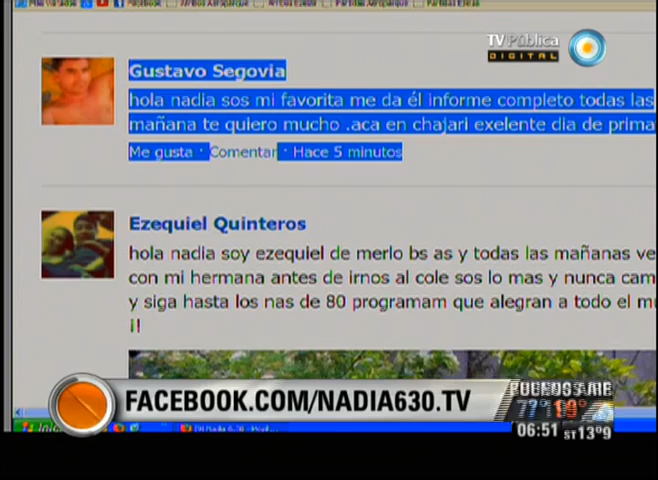 Facebook
TV Pública
DIGITAL
Gustavo Segovia
hola nadia sos mi favorita me da él informe completo todas las
mañana te quiero mucho .aca en chajari exelente dia de prima
Me gusta · Comentar · Hace 5 minutos
Ezequiel Quinteros
hola nadia soy ezequiel de merlo bs as y todas las mañanas ve
con mi hermana antes de irnos al cole sos lo mas y nunca cam
y siga hasta los nas de 80 programam que alegran a todo el mu
¡!
FACEBOOK.COM/NADIA630.TV
06:51 ST 13°9